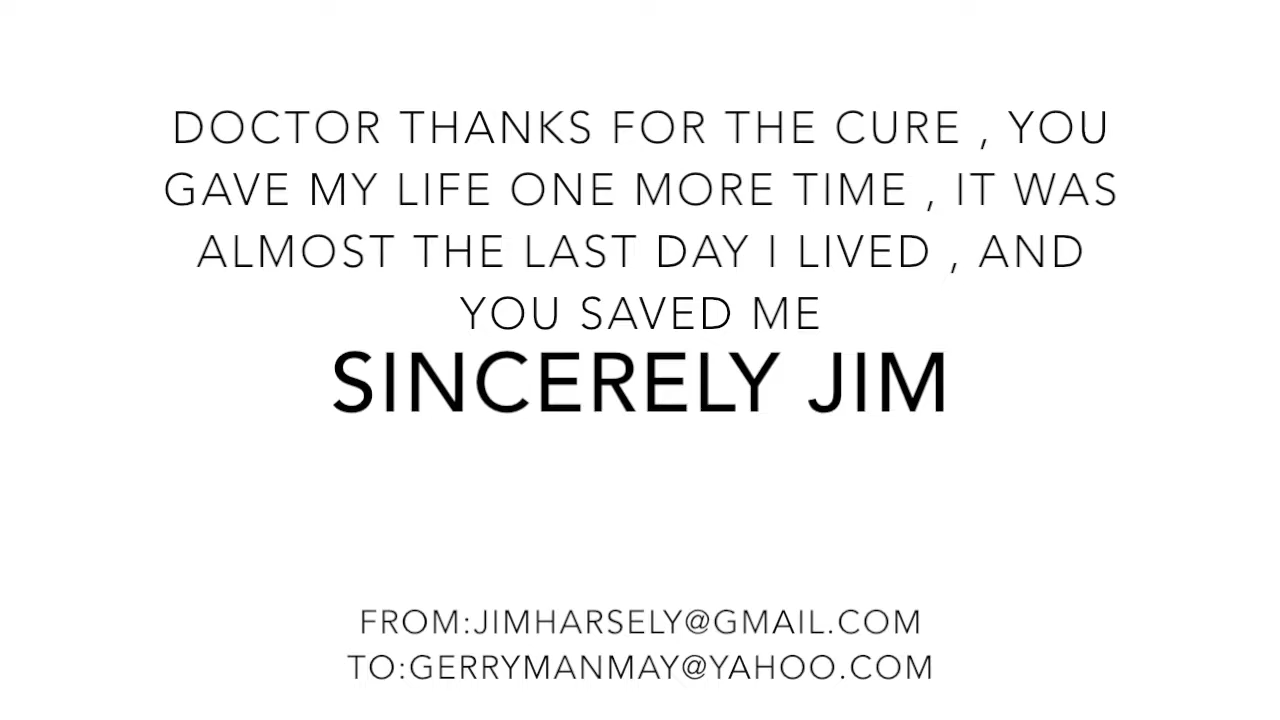 DOCTOR THANKS FOR THE CURE , YOU
GAVE MY LIFE ONE MORE TIME , IT WAS
ALMOST THE LAST DAY I LIVED , AND
YOU SAVED ME
SINCERELY JIM
FROM:JIMHARSELY@GMAIL.COM
TO:GERRYMANMAY@YAHOO.COM